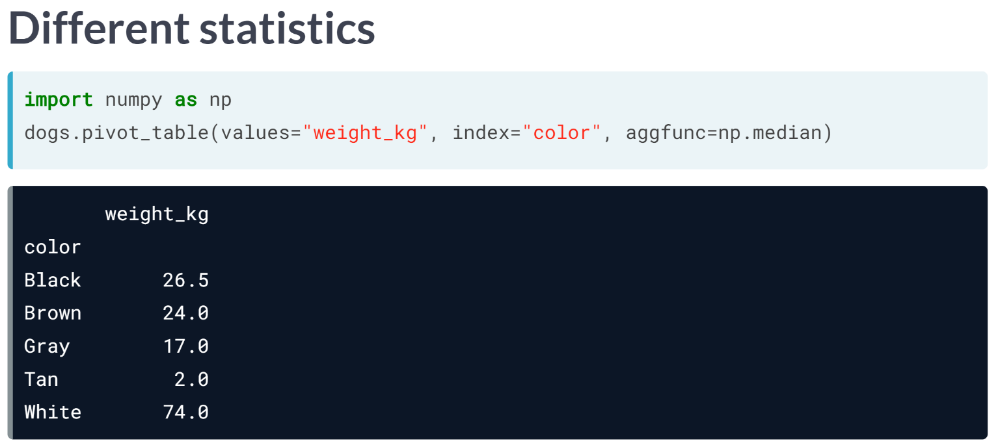 Different statistics
import numpy as np
dogs.pivot_table(values="weight_kg", index="color", aggfunc=np.median)
       weight_kg
color
Black       26.5
Brown       24.0
Gray        17.0
Tan          2.0
White       74.0